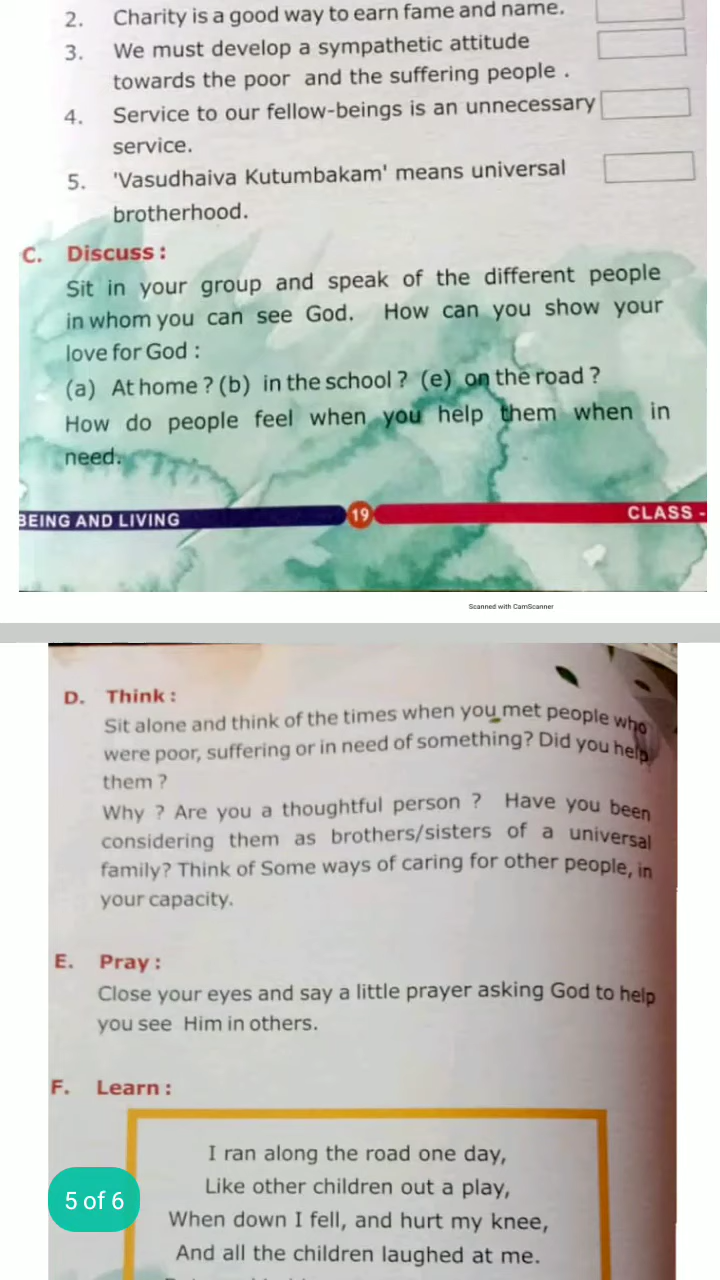 2. Charity is a good way to earn fame and name.
3. We must develop a sympathetic attitude
towards the poor and the suffering people .
4. Service to our fellow-beings is an unnecessary
service.
5. 'Vasudhaiva Kutumbakam' means universal
brotherhood.
C. Discuss :
Sit in your group and speak of the different people
in whom you can see God. How can you show your
love for God :
(a) At home ? (b) in the school ? (e) on the road ?
How do people feel when you help them when in
need.
BEING AND LIVING 19 CLASS -
Scanned with CamScanner
D. Think :
Sit alone and think of the times when you met people who
were poor, suffering or in need of something? Did you help
them ?
Why ? Are you a thoughtful person ? Have you been
considering them as brothers/sisters of a universal
family? Think of Some ways of caring for other people, in
your capacity.
E. Pray :
Close your eyes and say a little prayer asking God to help
you see Him in others.
F. Learn :
I ran along the road one day,
Like other children out a play,
When down I fell, and hurt my knee,
And all the children laughed at me.
5 of 6